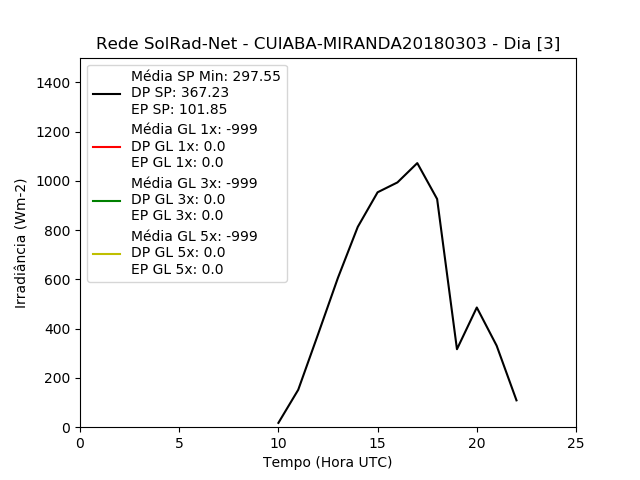 Rede SolRad-Net - CUIABA-MIRANDA20180303 - Dia [3]
Média SP Min: 297.55
DP SP: 367.23
EP SP: 101.85
Média GL 1x: -999
DP GL 1x: 0.0
EP GL 1x: 0.0
Média GL 3x: -999
DP GL 3x: 0.0
EP GL 3x: 0.0
Média GL 5x: -999
DP GL 5x: 0.0
EP GL 5x: 0.0
Irradiância (Wm-2)
1400
1200
1000
800
600
400
200
0
0 5 10 15 20 25
Tempo (Hora UTC)